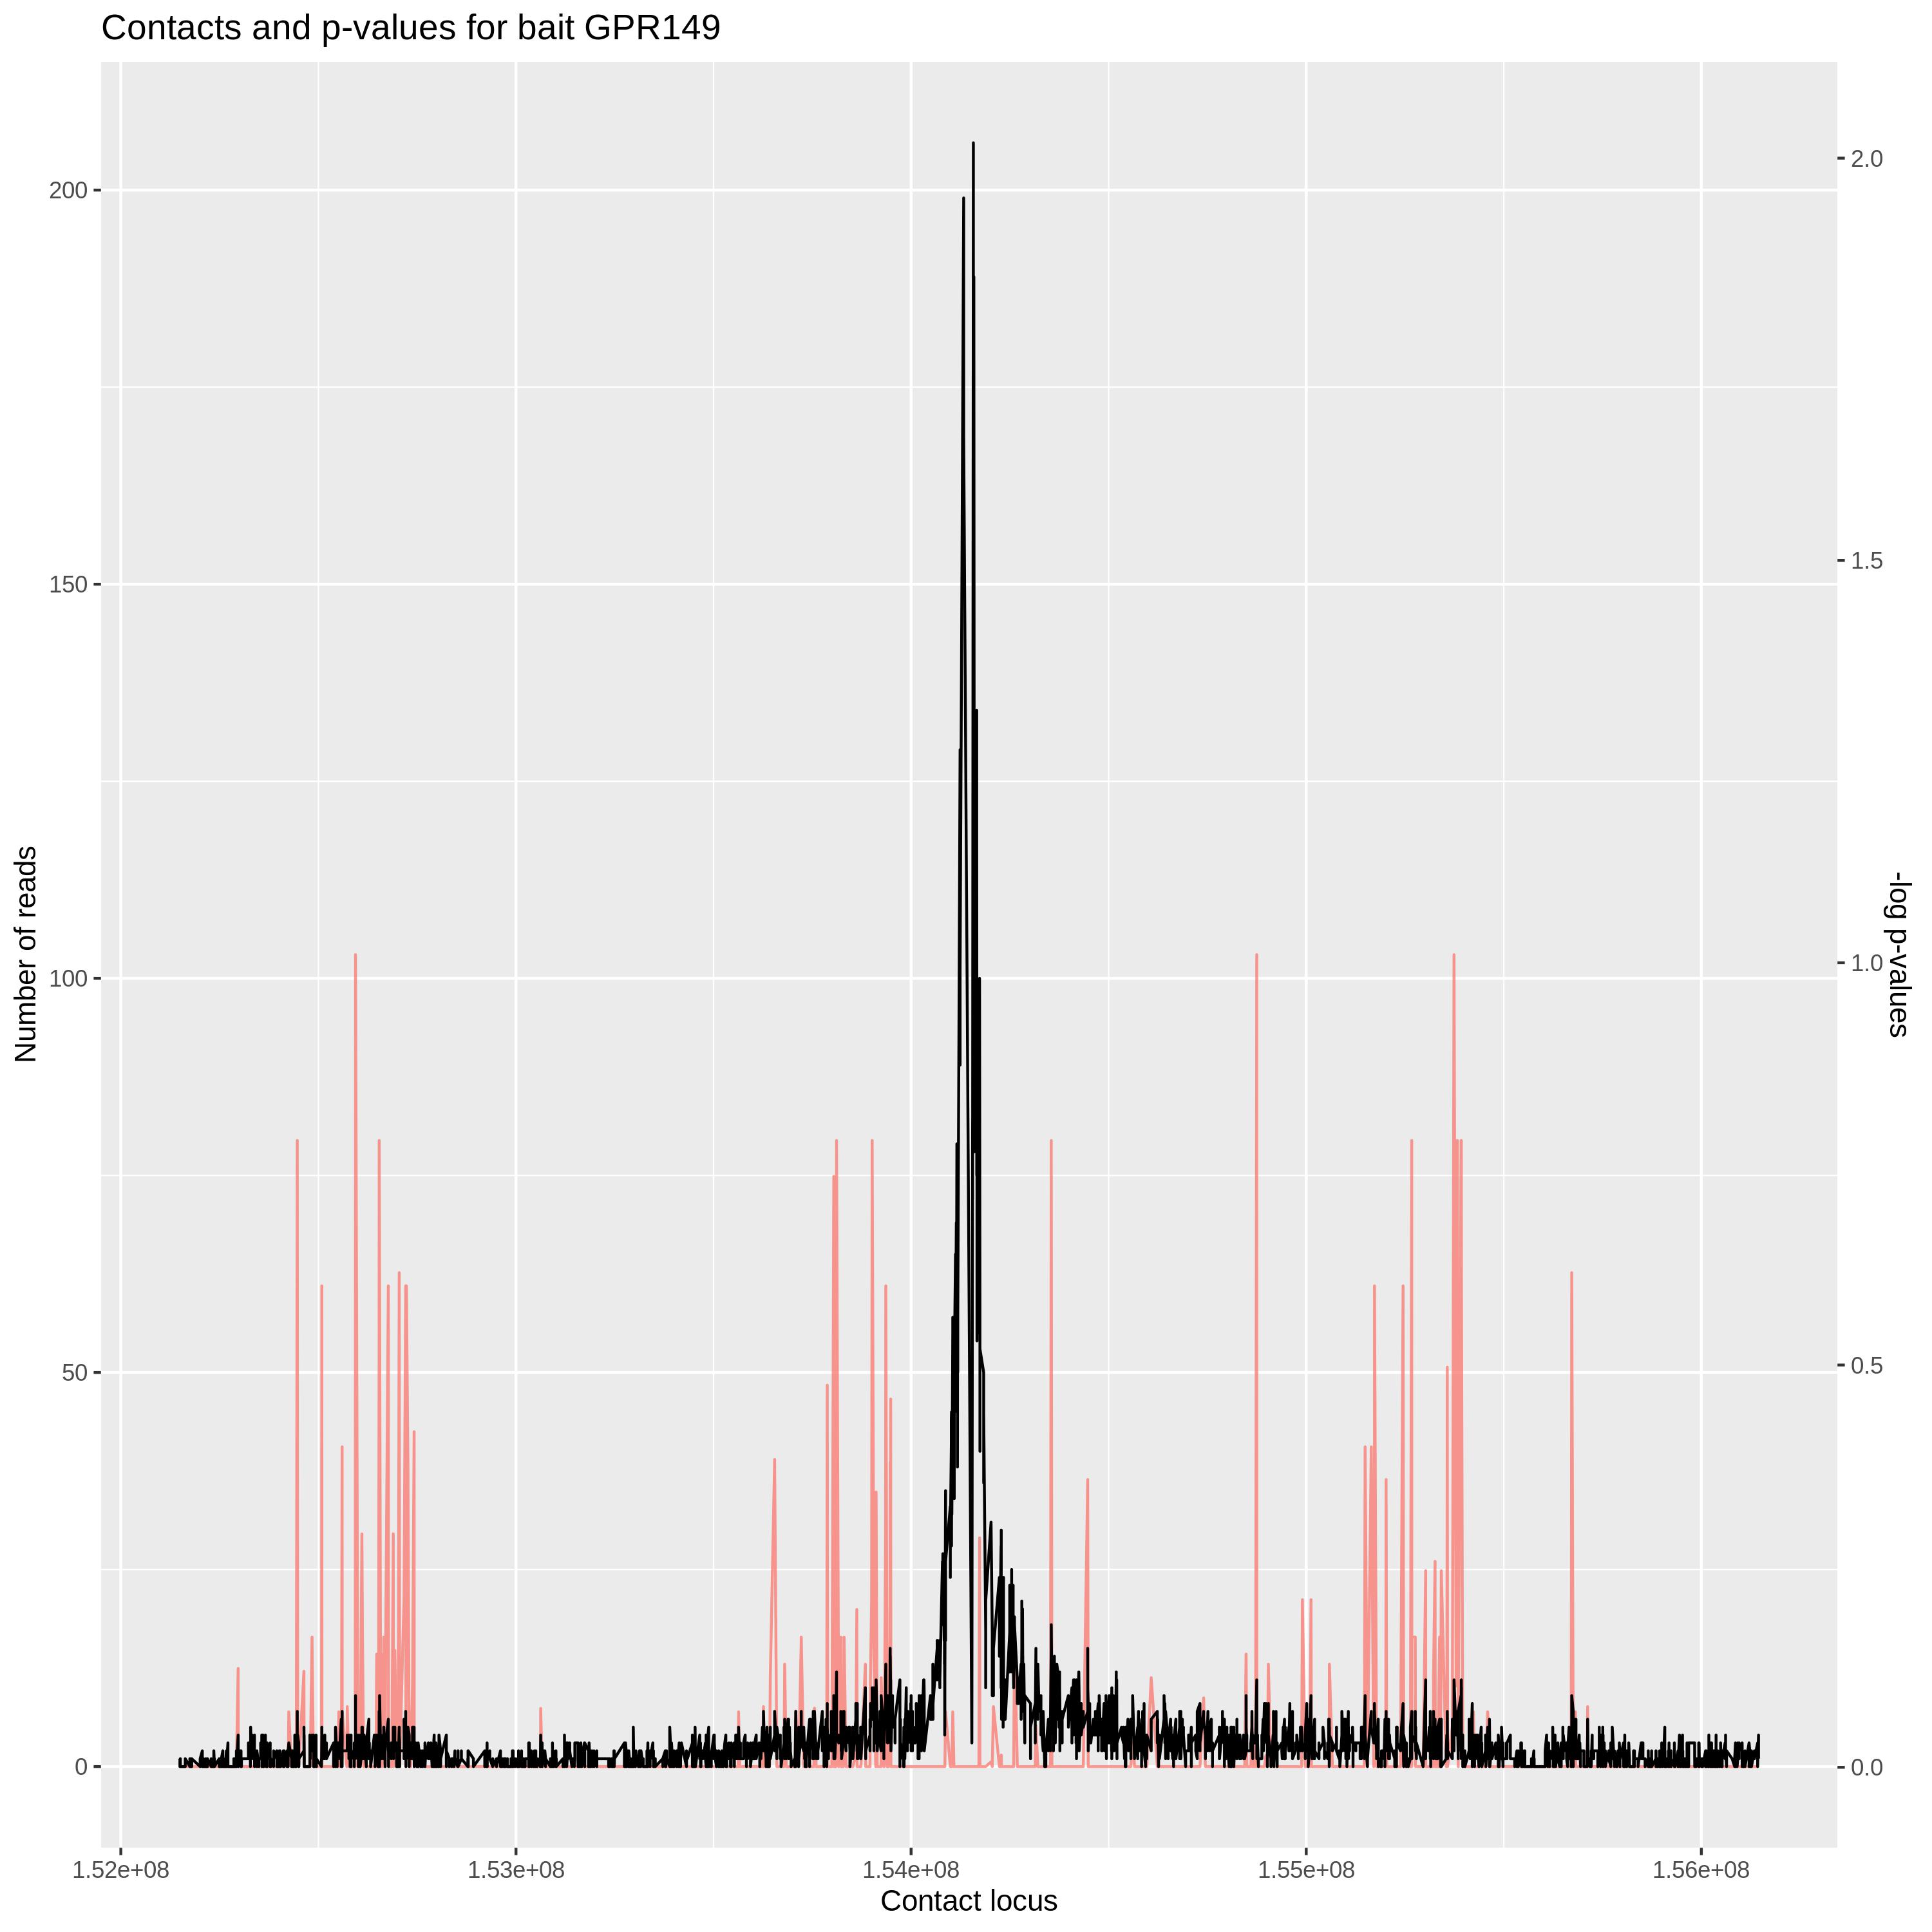 Contacts and p-values for bait GPR149
200
150
100
50
0
Number of reads
2.0
1.5
1.0
0.5
0.0
-log p-values
1.52e+08
1.53e+08
1.54e+08
1.55e+08
1.56e+08
Contact locus